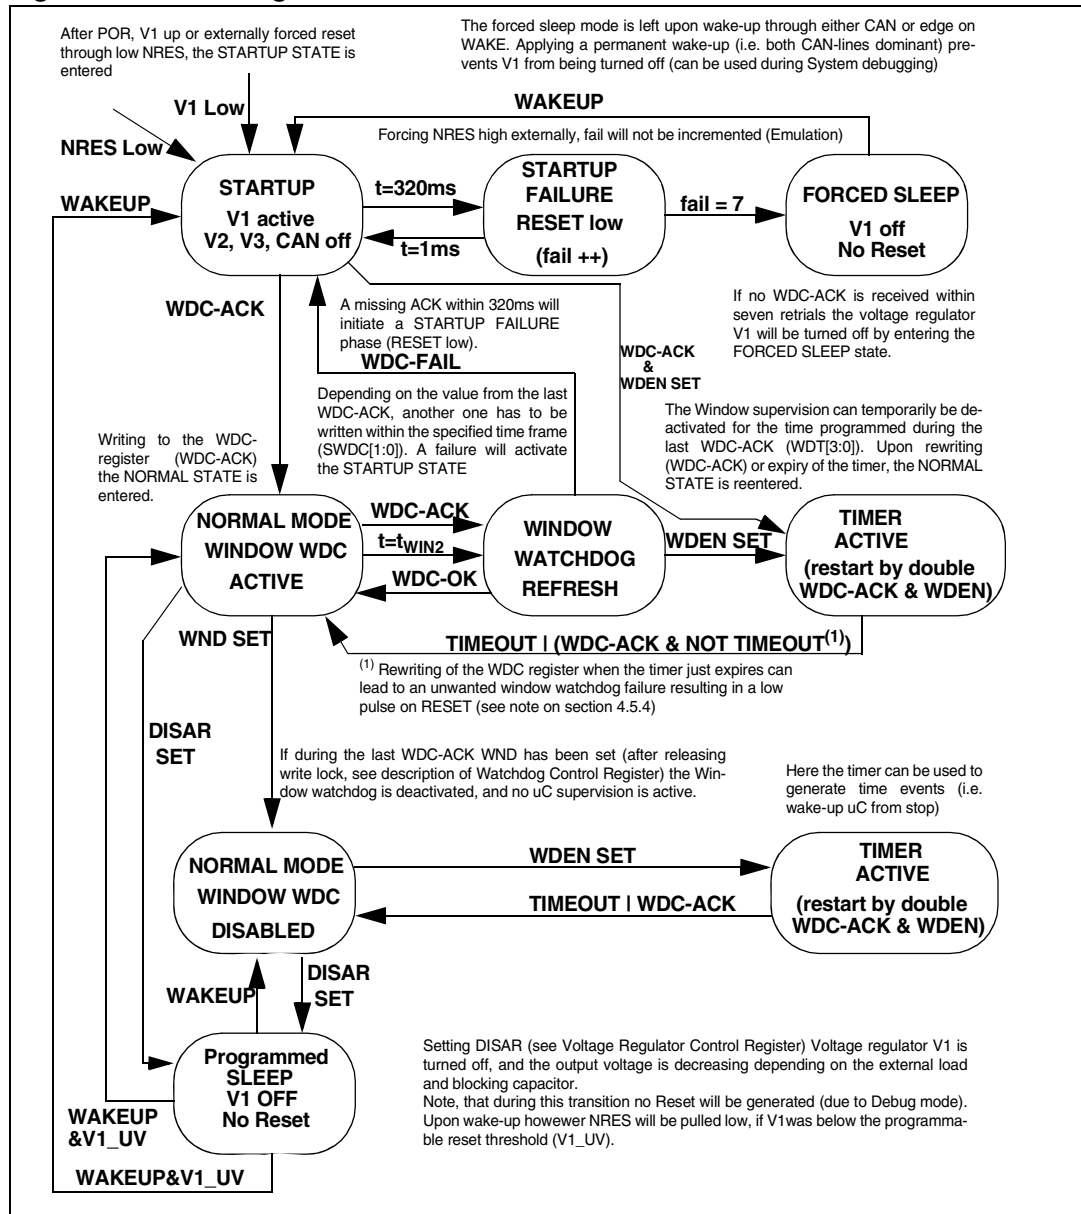 After POR, V1 up or externally forced reset
through low NRES, the STARTUP STATE is
entered
The forced sleep mode is left upon wake-up through either CAN or edge on
WAKE. Applying a permanent wake-up (i.e. both CAN-lines dominant) pre-
vents V1 from being turned off (can be used during System debugging)
V1 Low
WAKEUP
NRES Low
Forcing NRES high externally, fail will not be incremented (Emulation)
WAKEUP
STARTUP
V1 active
V2, V3, CAN off
t=320ms
t=1ms
STARTUP
FAILURE
RESET low
(fail ++)
fail = 7
FORCED SLEEP
V1 off
No Reset
WDC-ACK
A missing ACK within 320ms will
initiate a STARTUP FAILURE
phase (RESET low).
WDC-FAIL
WDC-ACK
&
WDEN SET
If no WDC-ACK is received within
seven retrials the voltage regulator
V1 will be turned off by entering the
FORCED SLEEP state.
Depending on the value from the last
WDC-ACK, another one has to be
written within the specified time frame
(SWDC[1:0]). A failure will activate
the STARTUP STATE
The Window supervision can temporarily be de-
activated for the time programmed during the
last WDC-ACK (WDT[3:0]). Upon rewriting
(WDC-ACK) or expiry of the timer, the NORMAL
STATE is reentered.
Writing to the WDC-
register (WDC-ACK)
the NORMAL STATE is
entered.
NORMAL MODE
WINDOW WDC
ACTIVE
WDC-ACK
t=tWIN2
WDC-OK
WINDOW
WATCHDOG
REFRESH
WDEN SET
TIMER
ACTIVE
(restart by double
WDC-ACK & WDEN)
WND SET
TIMEOUT | (WDC-ACK & NOT TIMEOUT(1))
(1) Rewriting of the WDC register when the timer just expires can
lead to an unwanted window watchdog failure resulting in a low
pulse on RESET (see note on section 4.5.4)
DISAR
SET
If during the last WDC-ACK WND has been set (after releasing
write lock, see description of Watchdog Control Register) the Win-
dow watchdog is deactivated, and no uC supervision is active.
Here the timer can be used to
generate time events (i.e.
wake-up uC from stop)
NORMAL MODE
WINDOW WDC
DISABLED
WDEN SET
TIMEOUT | WDC-ACK
TIMER
ACTIVE
(restart by double
WDC-ACK & WDEN)
WAKEUP
DISAR
SET
Programmed
SLEEP
V1 OFF
No Reset
WAKEUP
&V1_UV
WAKEUP&V1_UV
Setting DISAR (see Voltage Regulator Control Register) Voltage regulator V1 is
turned off, and the output voltage is decreasing depending on the external load
and blocking capacitor.
Note, that during this transition no Reset will be generated (due to Debug mode).
Upon wake-up howewer NRES will be pulled low, if V1was below the programma-
ble reset threshold (V1_UV).